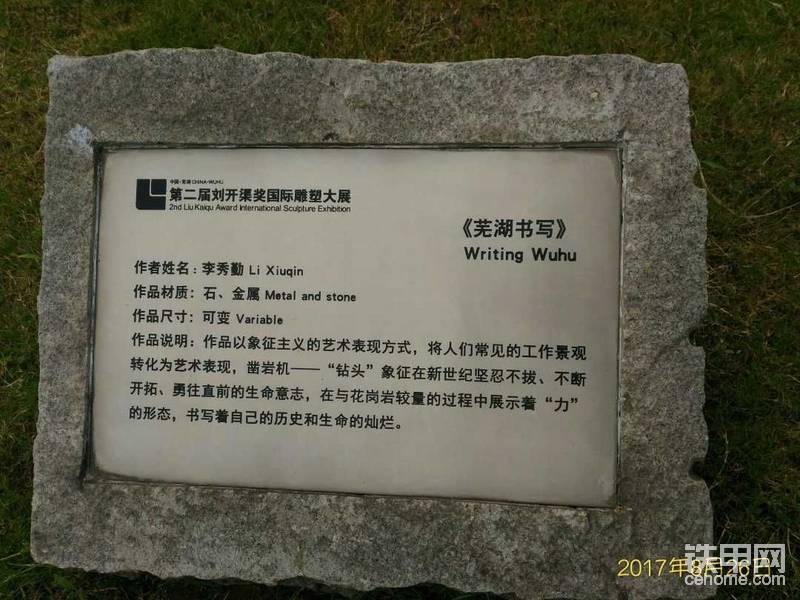 中国·芜湖 CHINA·WUHU
第二届刘开渠奖国际雕塑大展
2nd Liu Kaiqu Award International Sculpture Exhibition
《芜湖书写》
Writing Wuhu
作者姓名：李秀勤 Li Xiuqin
作品材质：石、金属 Metal and stone
作品尺寸：可变 Variable
作品说明：作品以象征主义的艺术表现方式，将人们常见的工作景观
转化为艺术表现，凿岩机——“钻头”象征在新世纪坚忍不拔、不断
开拓、勇往直前的生命意志，在与花岗岩较量的过程中展示着“力”
的形态，书写着自己的历史和生命的灿烂。
2017年8月26日
铁甲网
cehome.com